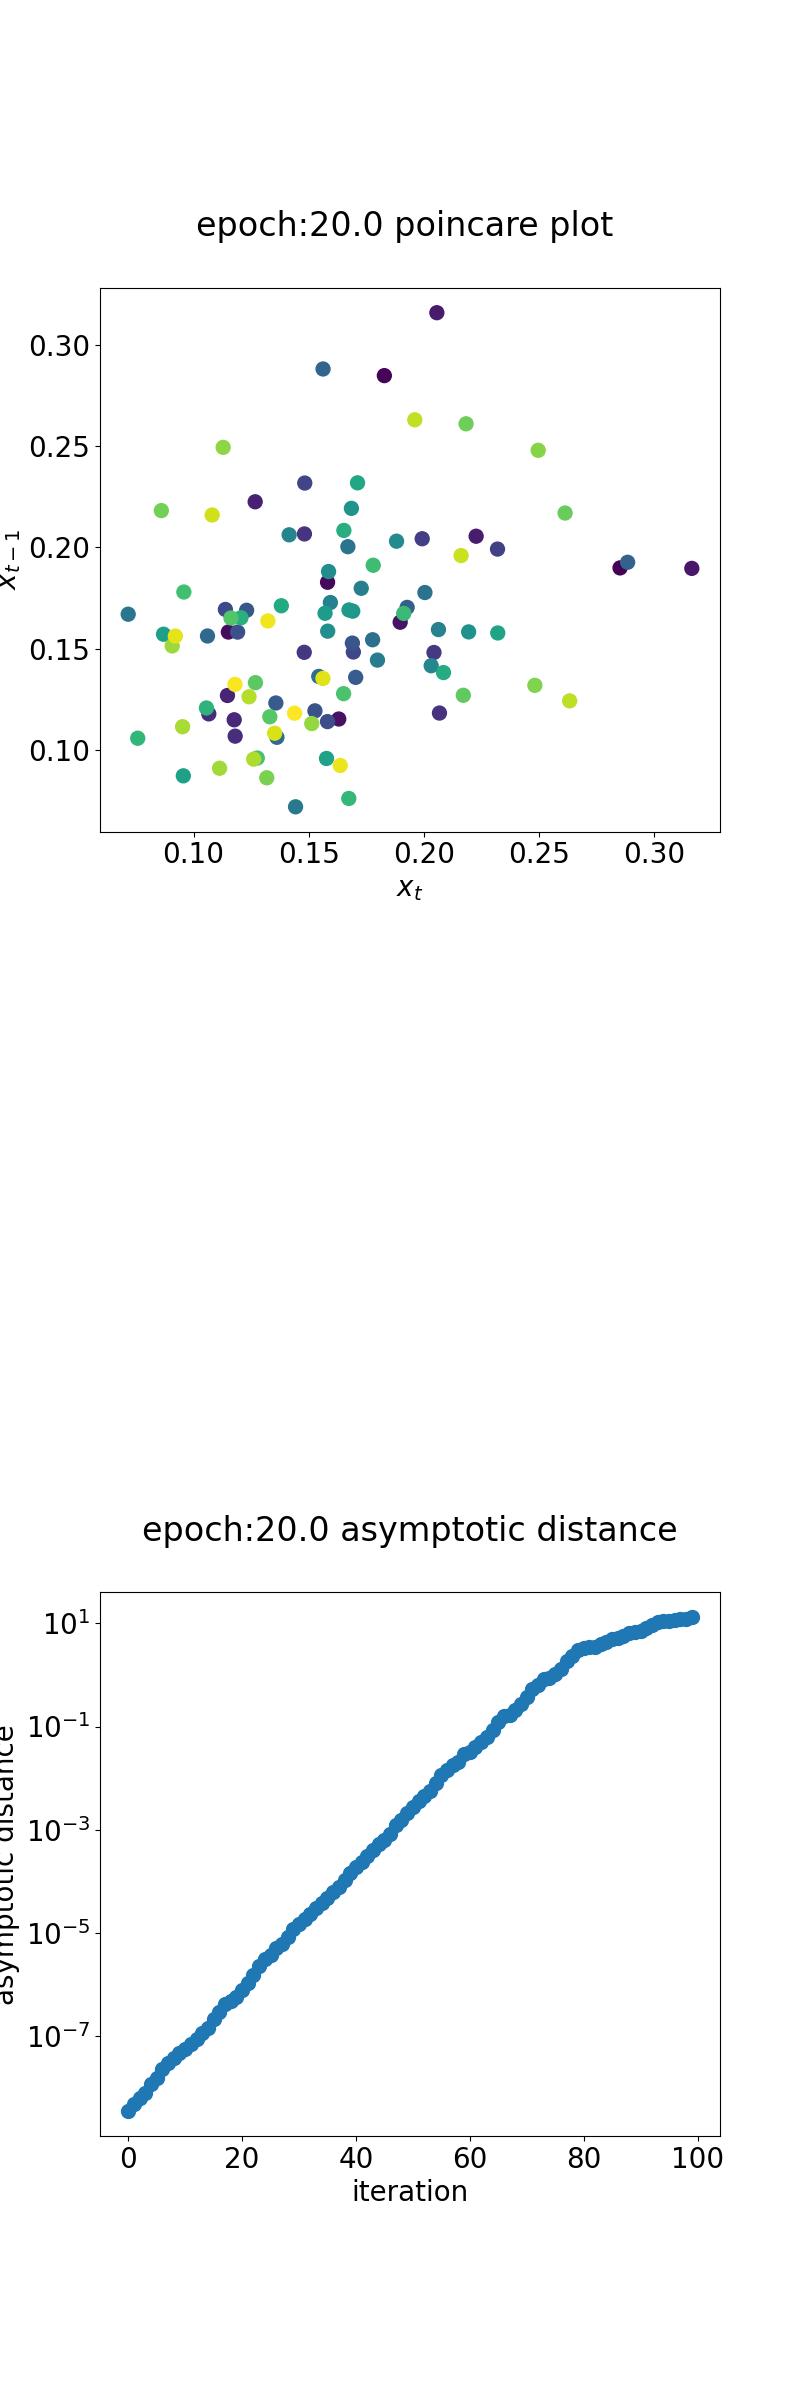 epoch:20.0 poincare plot
0.30
0.25
0.20
0.15
0.10
x_{t-1}
0.10 0.15 0.20 0.25 0.30
x_t
epoch:20.0 asymptotic distance
10^1
10^{-1}
10^{-3}
10^{-5}
10^{-7}
asymptotic distance
0 20 40 60 80 100
iteration